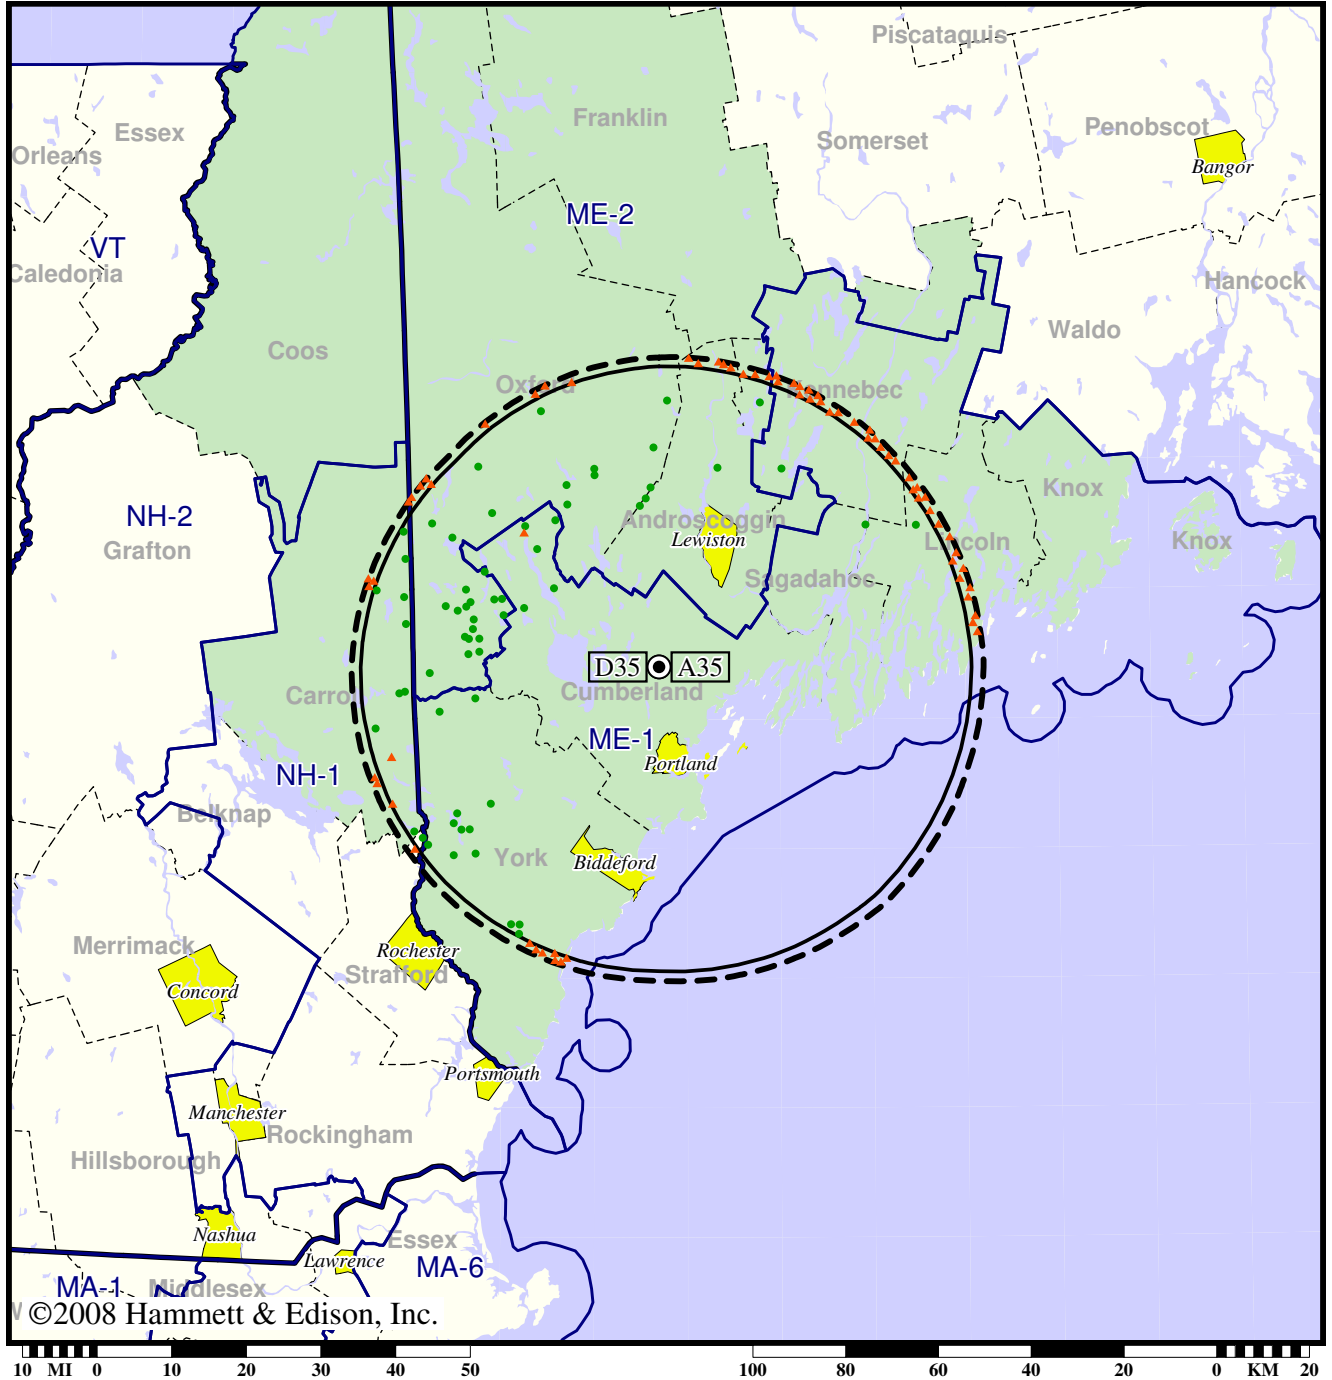 Piscataquis
Franklin
Essex
Orleans
Somerset
Penobscot
Bangor
ME-2
VT
Caledonia
Hancock
Waldo
Coos
Oxford
Kennebec
Knox
NH-2
Grafton
Androscoggin
Lewiston
Lincoln
Knox
Sagadahoc
D35
A35
Carroll
Cumberland
ME-1
Portland
NH-1
Belknap
York
Biddeford
Merrimack
Rochester
Strafford
Concord
Portsmouth
Manchester
Rockingham
Hillsborough
Nashua
Essex
Lawrence
MA-6
MA-1
Middlesex
W
©2008 Hammett & Edison, Inc.
10 MI 0 10 20 30 40 50
100 80 60 40 20 0 KM 20